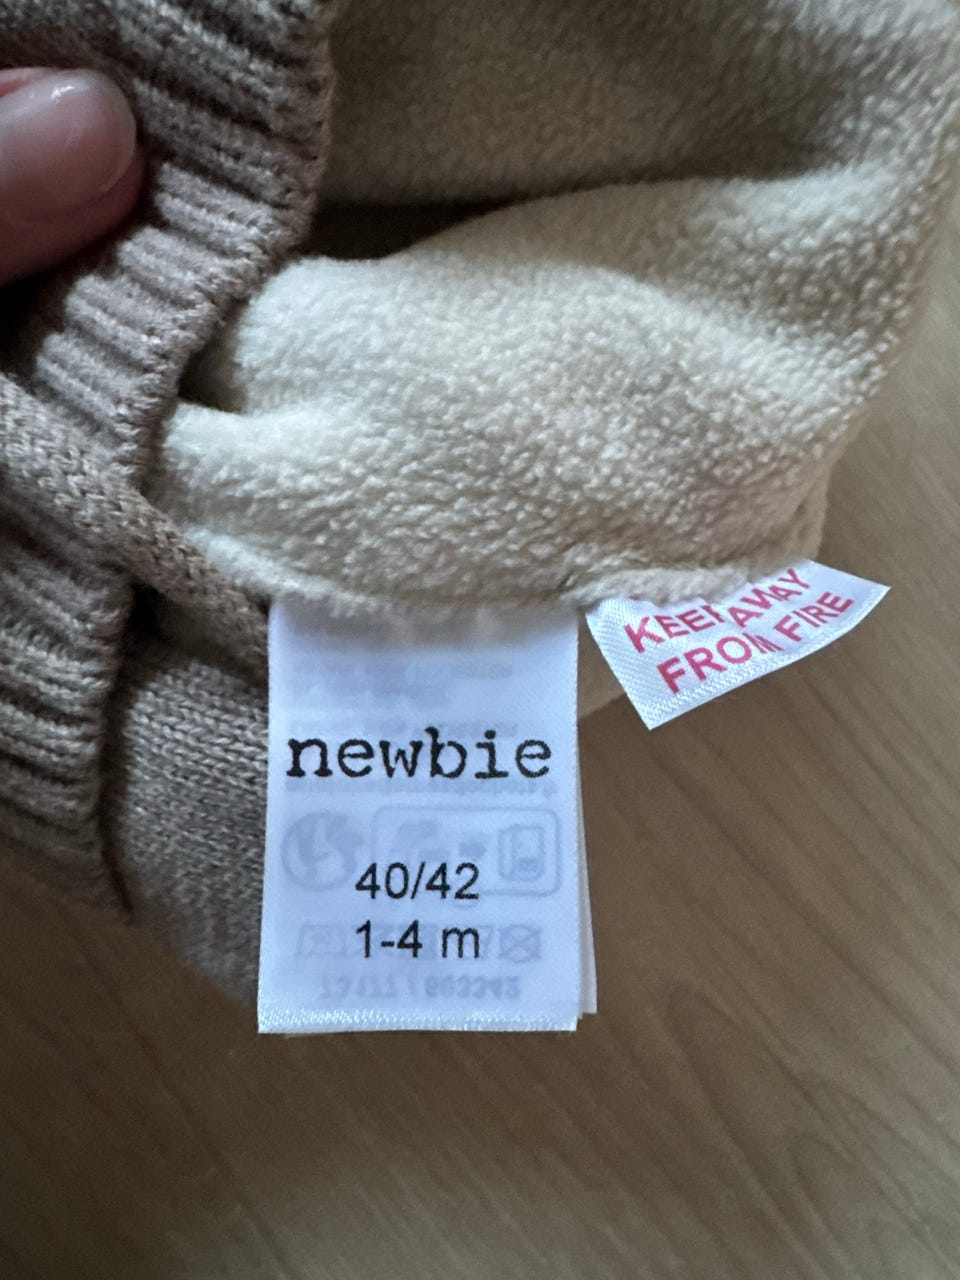 newbie
40/42
1-4 m
KEEP AWAY
FROM FIRE